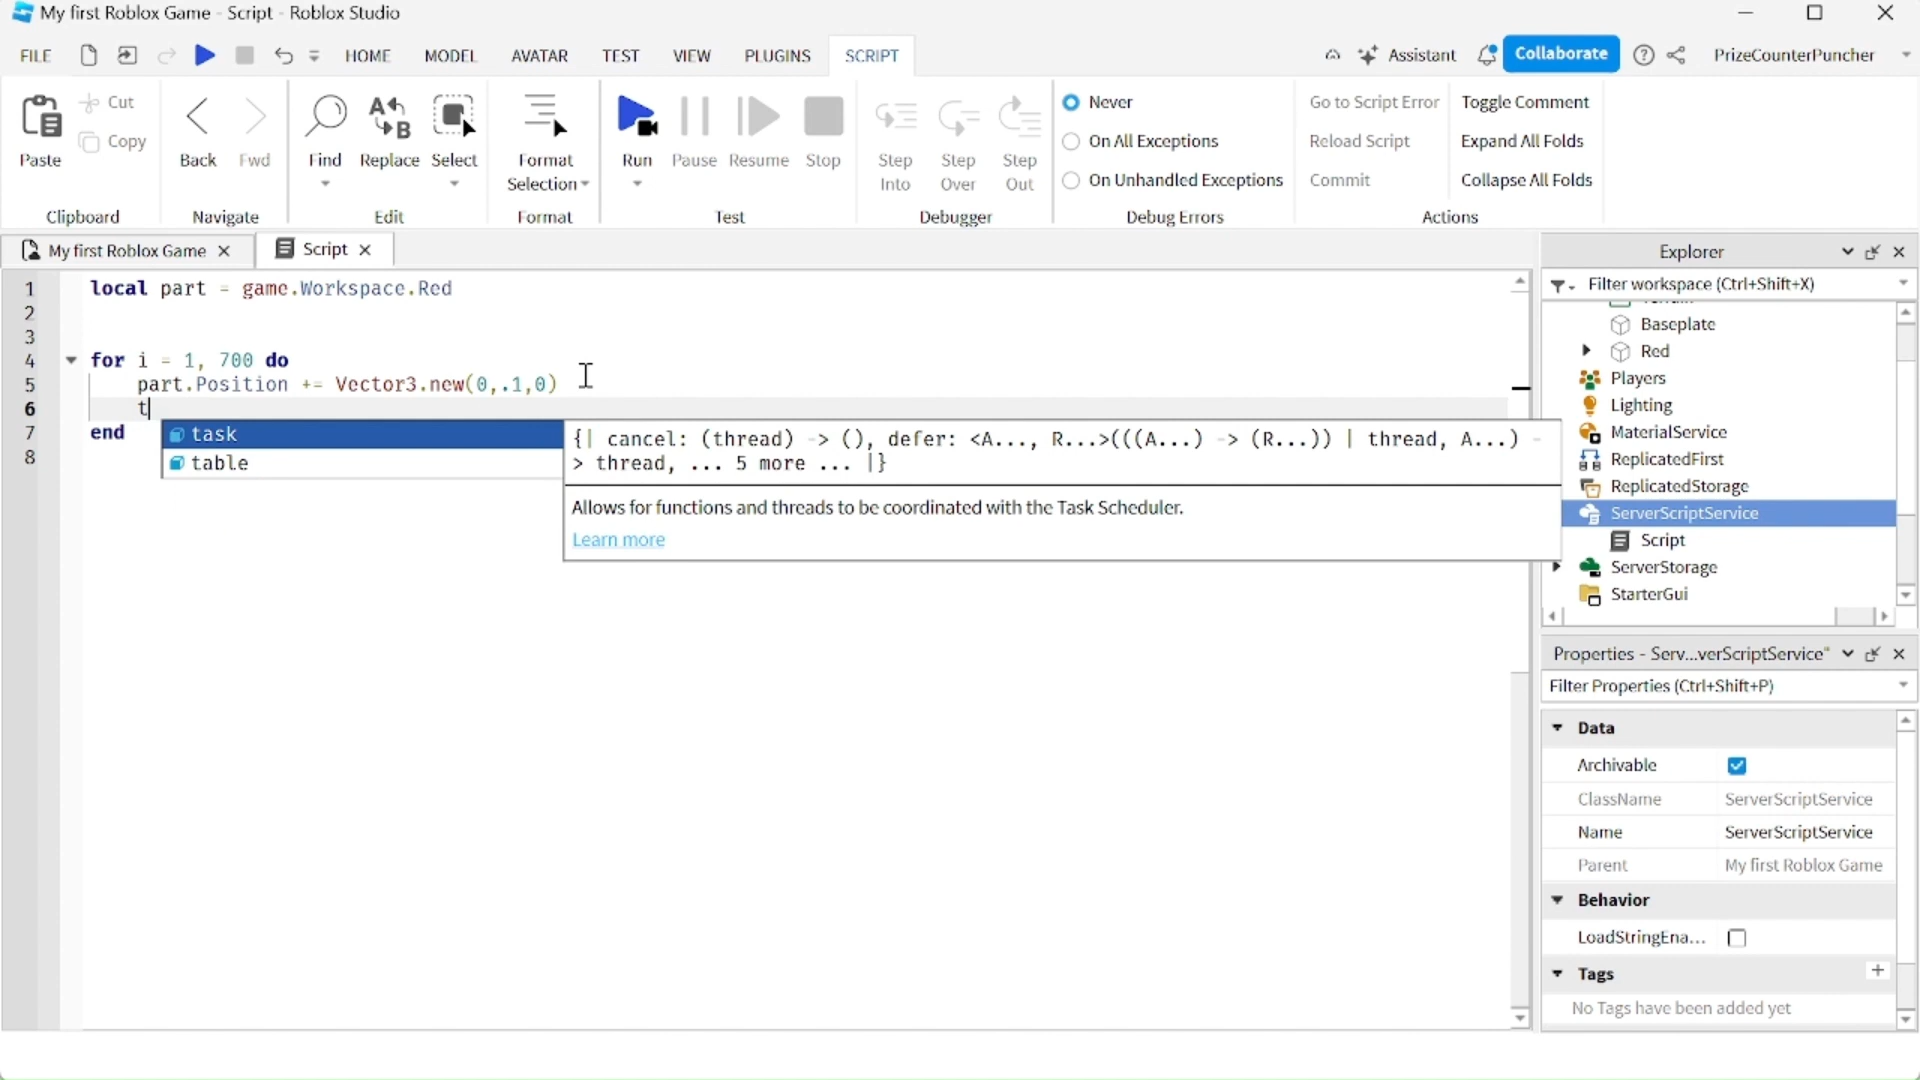 My first Roblox Game - Script - Roblox Studio
FILE HOME MODEL AVATAR TEST VIEW PLUGINS SCRIPT Assistant Collaborate PrizeCounterPuncher
Paste Cut Copy
Back Fwd
Find Replace Select
Format Selection
Run Pause Resume Stop
Step Into Step Over Step Out
Never
On All Exceptions
On Unhandled Exceptions
Go to Script Error
Reload Script
Commit
Toggle Comment
Expand All Folds
Collapse All Folds
Clipboard Navigate Edit Format Test Debugger Debug Errors Actions
My first Roblox Game Script
1 local part = game.Workspace.Red
2
3
4 for i = 1, 700 do
5 part.Position += Vector3.new(0,.1,0)
6 t
7 end
8
task
table
{| cancel: (thread) -> (), defer: <A..., R...>(((A...) -> (R...)) | thread, A...) -
> thread, ... 5 more ... |}
Allows for functions and threads to be coordinated with the Task Scheduler.
Learn more
Explorer
Filter workspace (Ctrl+Shift+X)
Baseplate
Red
Players
Lighting
MaterialService
ReplicatedFirst
ReplicatedStorage
ServerScriptService
Script
ServerStorage
StarterGui
Properties - Serv...verScriptService"
Filter Properties (Ctrl+Shift+P)
Data
Archivable
ClassName ServerScriptService
Name ServerScriptService
Parent My first Roblox Game
Behavior
LoadStringEna...
Tags +
No Tags have been added yet